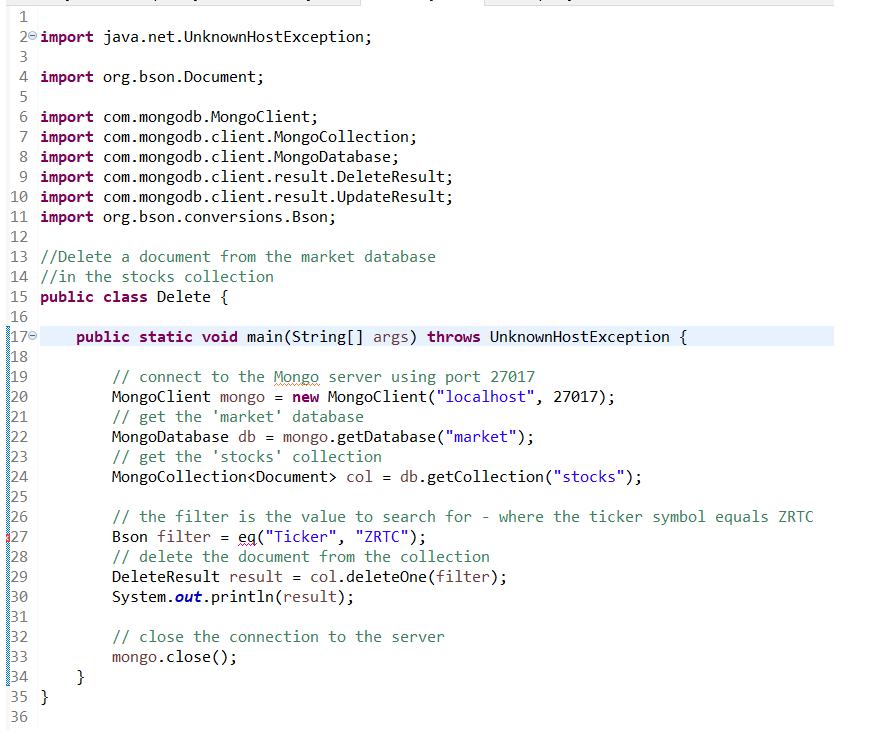 1
2 import java.net.UnknownHostException;
3
4 import org.bson.Document;
5
6 import com.mongodb.MongoClient;
7 import com.mongodb.client.MongoCollection;
8 import com.mongodb.client.MongoDatabase;
9 import com.mongodb.client.result.DeleteResult;
10 import com.mongodb.client.result.UpdateResult;
11 import org.bson.conversions.Bson;
12
13 //Delete a document from the market database
14 //in the stocks collection
15 public class Delete {
16
17     public static void main(String[] args) throws UnknownHostException {
18
19         // connect to the Mongo server using port 27017
20         MongoClient mongo = new MongoClient("localhost", 27017);
21         // get the 'market' database
22         MongoDatabase db = mongo.getDatabase("market");
23         // get the 'stocks' collection
24         MongoCollection<Document> col = db.getCollection("stocks");
25
26         // the filter is the value to search for - where the ticker symbol equals ZRTC
27         Bson filter = eq("Ticker", "ZRTC");
28         // delete the document from the collection
29         DeleteResult result = col.deleteOne(filter);
30         System.out.println(result);
31
32         // close the connection to the server
33         mongo.close();
34     }
35 }
36